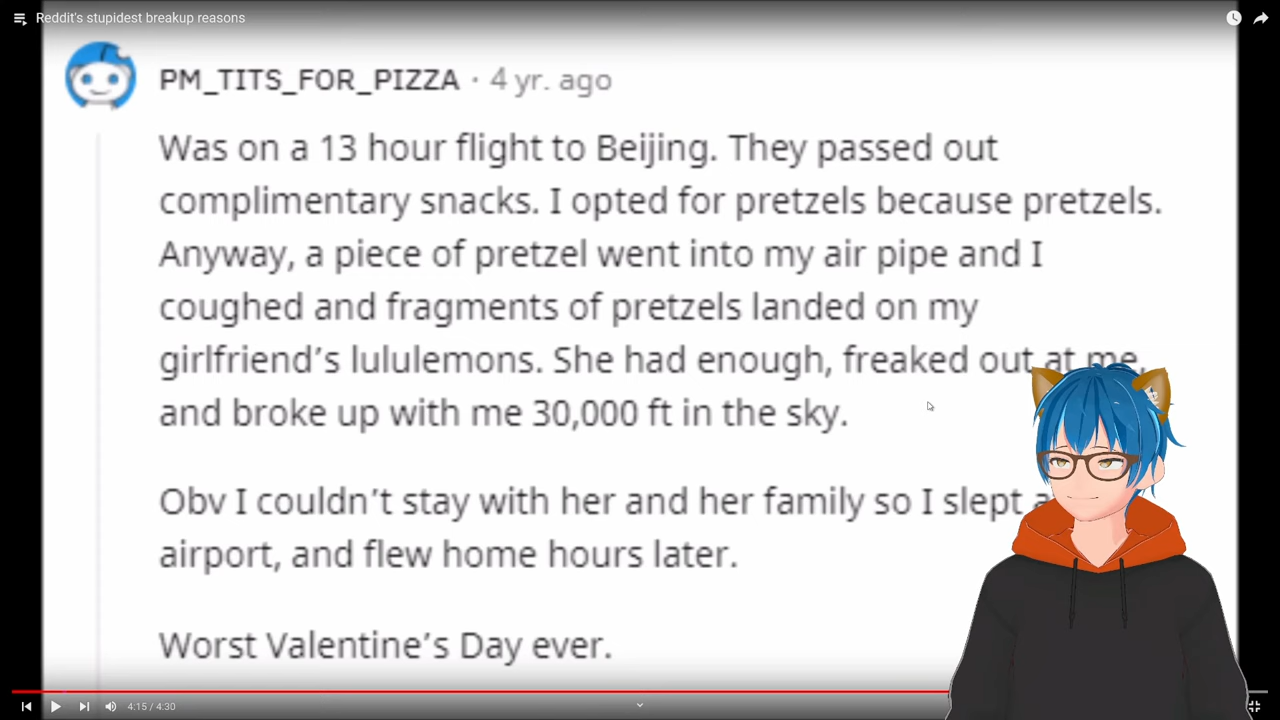 Reddit's stupidest breakup reasons
PM_TITS_FOR_PIZZA · 4 yr. ago
Was on a 13 hour flight to Beijing. They passed out
complimentary snacks. I opted for pretzels because pretzels.
Anyway, a piece of pretzel went into my air pipe and I
coughed and fragments of pretzels landed on my
girlfriend's lululemons. She had enough, freaked out at me,
and broke up with me 30,000 ft in the sky.
Obv I couldn't stay with her and her family so I slept
airport, and flew home hours later.
Worst Valentine's Day ever.
4:15 / 4:30